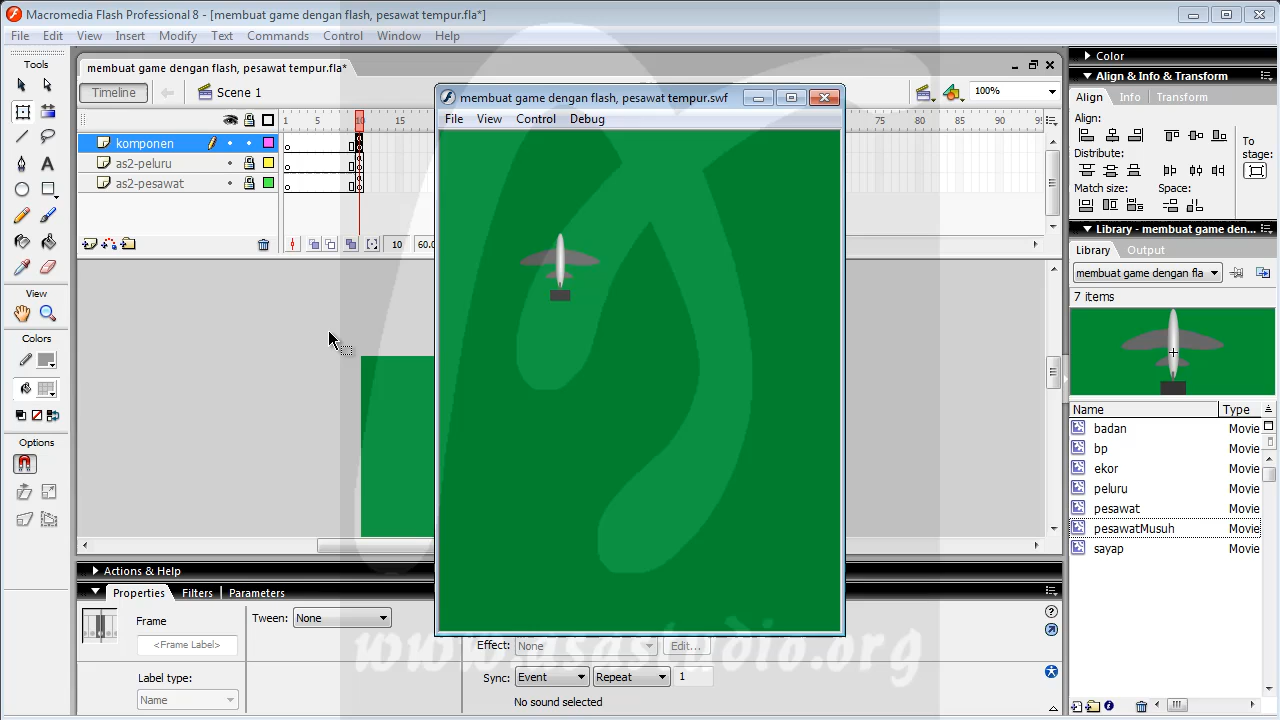 Macromedia Flash Professional 8 - [membuat game dengan flash, pesawat tempur.fla*]
File Edit View Insert Modify Text Commands Control Window Help
Tools
View
Colors
Options
membuat game dengan flash, pesawat tempur.fla*
Timeline
Scene 1
100%
1 5 10 15 75 80 85 90 95
komponen
as2-peluru
as2-pesawat
10 60.0
membuat game dengan flash, pesawat tempur.swf
File View Control Debug
Actions & Help
Properties Filters Parameters
Frame
<Frame Label>
Label type:
Name
Tween: None
Effect: None Edit...
Sync: Event Repeat 1
No sound selected
www.asastudio.org
Color
Align & Info & Transform
Align Info Transform
Align:
Distribute:
Match size: Space:
To stage:
Library - membuat game den...
Library Output
membuat game dengan fla
7 items
Name Type
badan Movie
bp Movie
ekor Movie
peluru Movie
pesawat Movie
pesawatMusuh Movie
sayap Movie